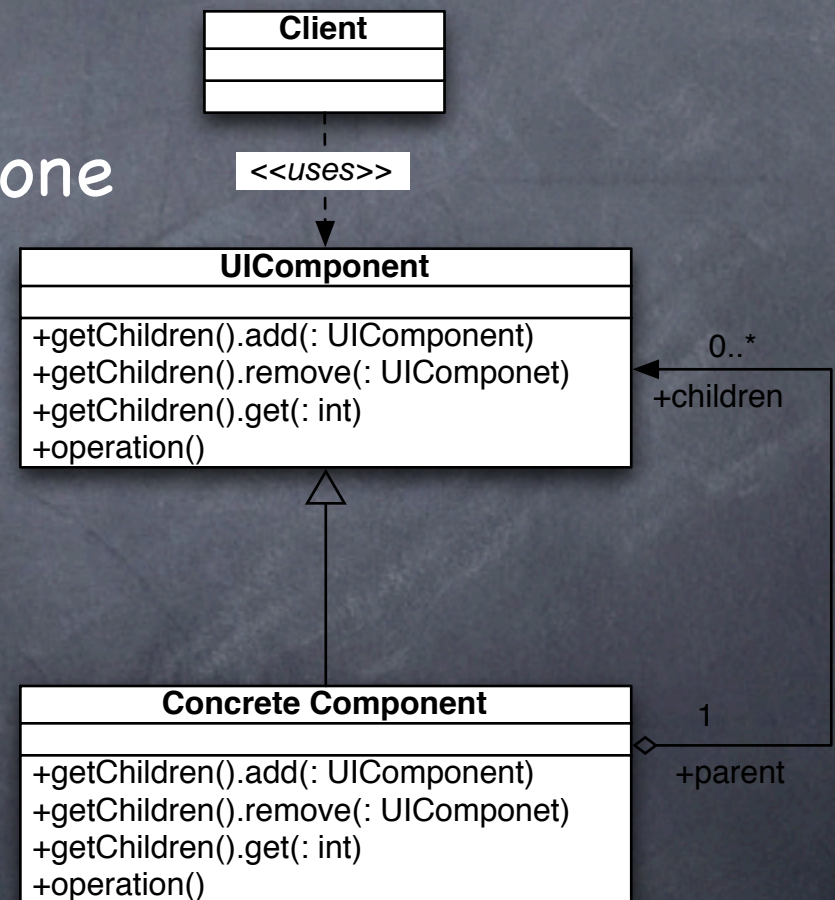 Client
one
<<uses>>
UIComponent
+getChildren().add(: UIComponent)
+getChildren().remove(: UIComponet)
+getChildren().get(: int)
+operation()
0..*
+children
Concrete Component
+getChildren().add(: UIComponent)
+getChildren().remove(: UIComponet)
+getChildren().get(: int)
+operation()
1
+parent